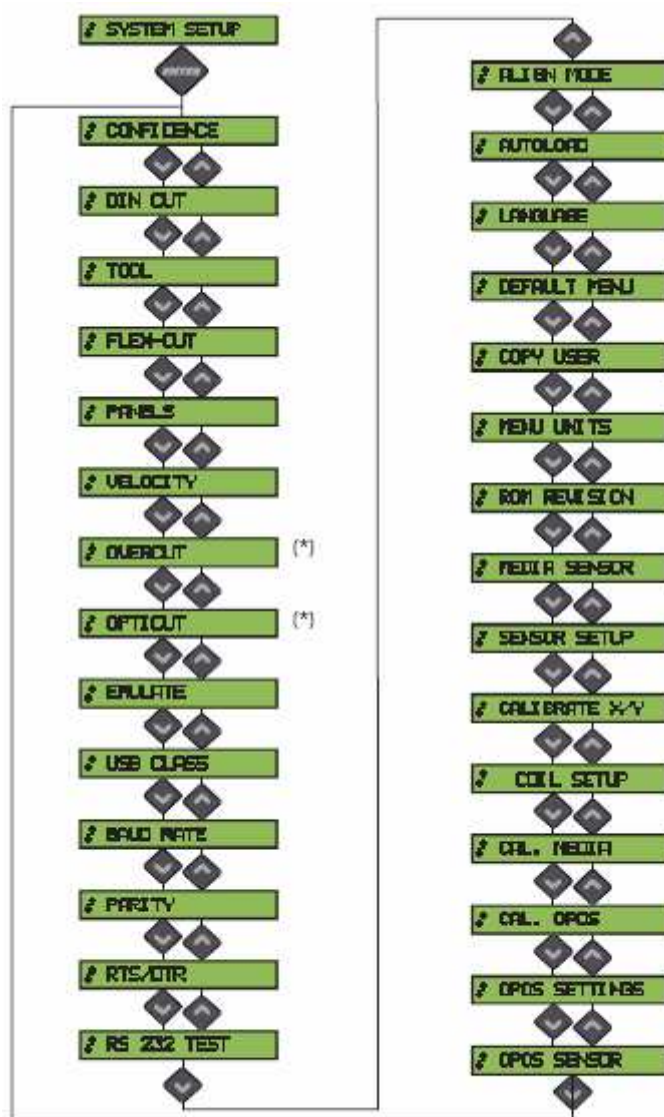 SYSTEM SETUP
ENTER
CONFIDENCE
DIN CUT
TOOL
FLEX-CUT
PANELS
VELOCITY
OVERCUT (*)
OPTICUT (*)
EMULATE
USB CLASS
BAUD RATE
PARITY
RTS/DTR
RS 232 TEST
ALIGN MODE
AUTOLOAD
LANGUAGE
DEFAULT MENU
COPY USER
MENU UNITS
ROM REVISION
MEDIA SENSOR
SENSOR SETUP
CALIBRATE X/Y
COIL SETUP
CAL. MEDIA
CAL. OPOS
OPOS SETTINGS
OPOS SENSOR